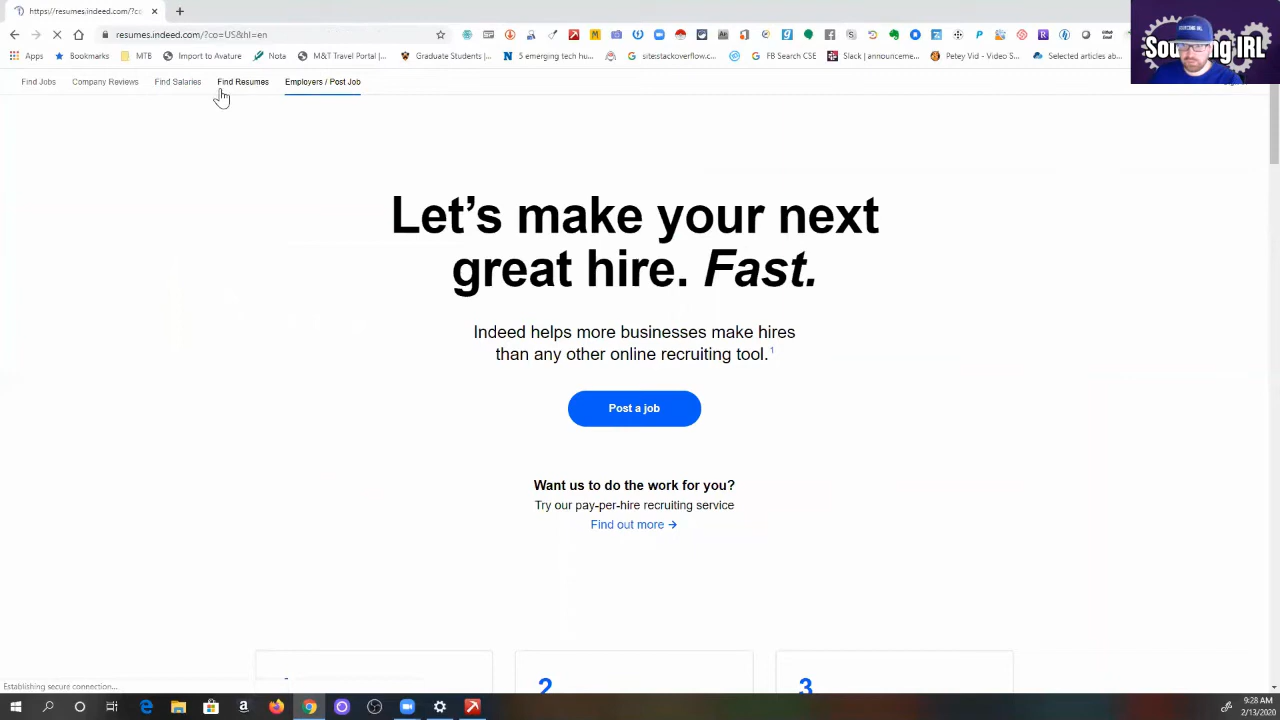 https://resumes.indeed.com/?co
resumes.indeed.com/?co=US&hl=en
Apps
Bookmarks
MTB
Import to Avature
Note
M&T Travel Portal |...
Graduate Students |...
5 emerging tech hu...
sitestackoverflow.c...
FB Search CSE
Slack | announceme...
Petey Vid - Video S...
Selected articles ab...
Sourcing IRL
Find Jobs
Company Reviews
Find Salaries
Find Resumes
Employers / Post Job
Let's make your next
great hire. Fast.
Indeed helps more businesses make hires
than any other online recruiting tool.1
Post a job
Want us to do the work for you?
Try our pay-per-hire recruiting service
Find out more →
2
3
Establishing secure connection...
9:28 AM
2/13/2020